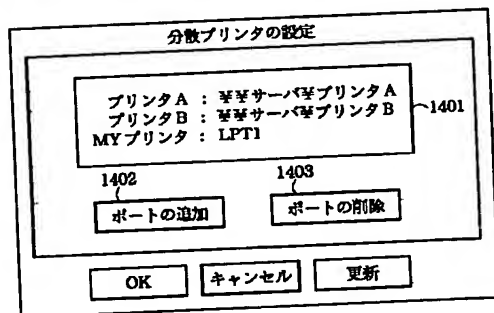 分散プリンタの設定
プリンタA : ¥¥サーバ¥プリンタA
プリンタB : ¥¥サーバ¥プリンタB
MYプリンタ : LPT1
1401
1402
1403
ポートの追加
ポートの削除
OK
キャンセル
更新